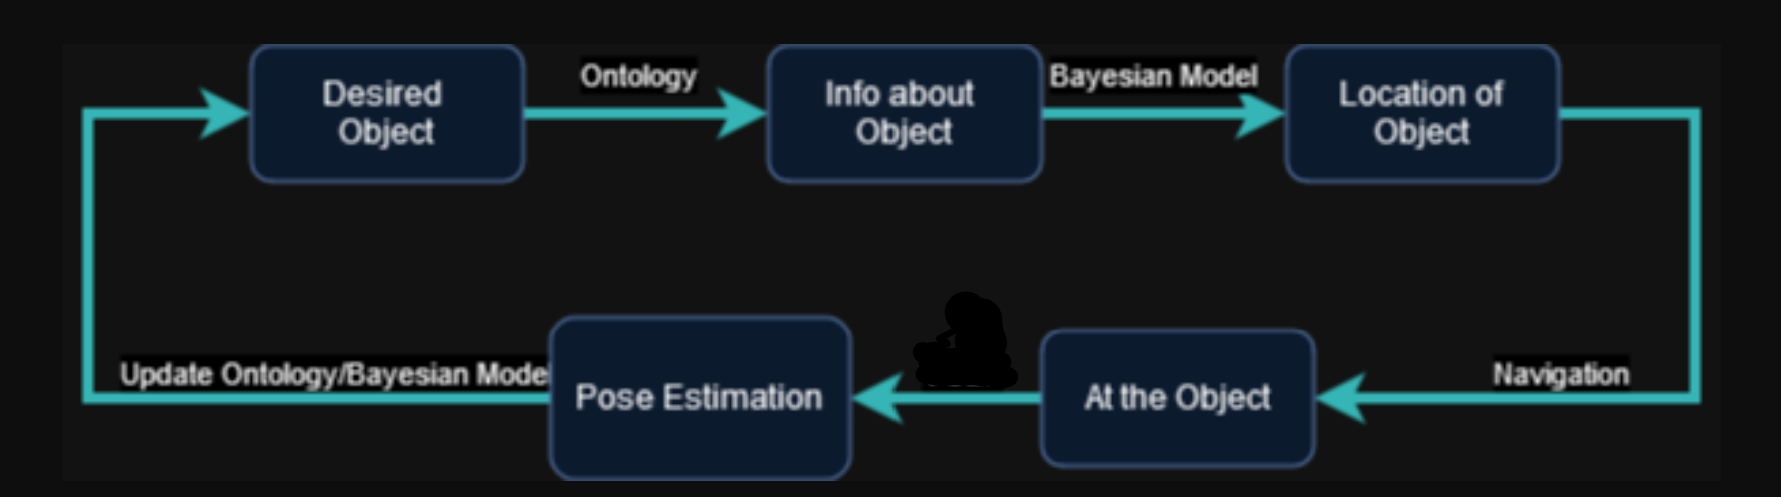 Desired
Object
Ontology
Info about
Object
Bayesian Model
Location of
Object
Navigation
At the Object
Pose Estimation
Update Ontology/Bayesian Model